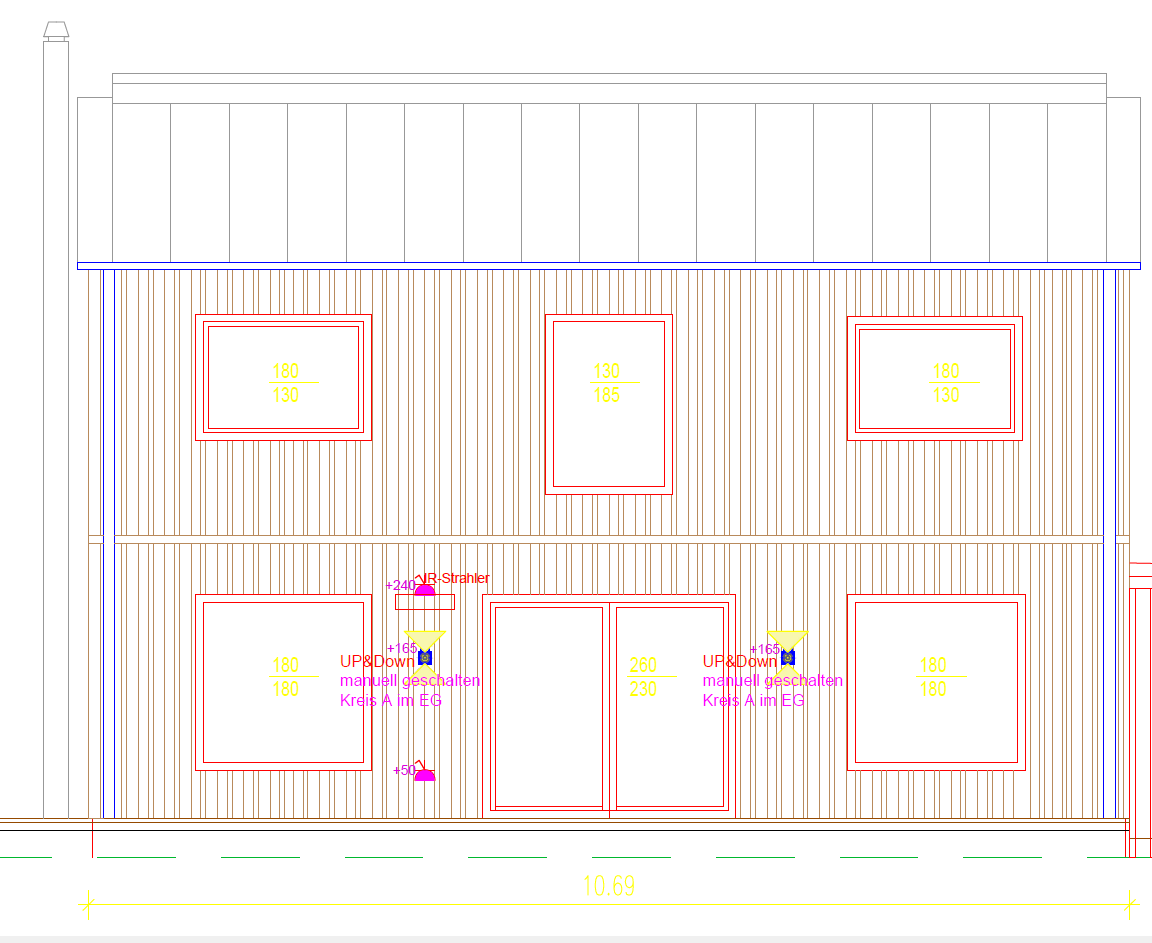 180
130
130
185
180
130
IR-Strahler
+240
+165
UP&Down
manuell geschalten
Kreis A im EG
+165
UP&Down
manuell geschalten
Kreis A im EG
180
180
260
230
180
180
+50
10.69